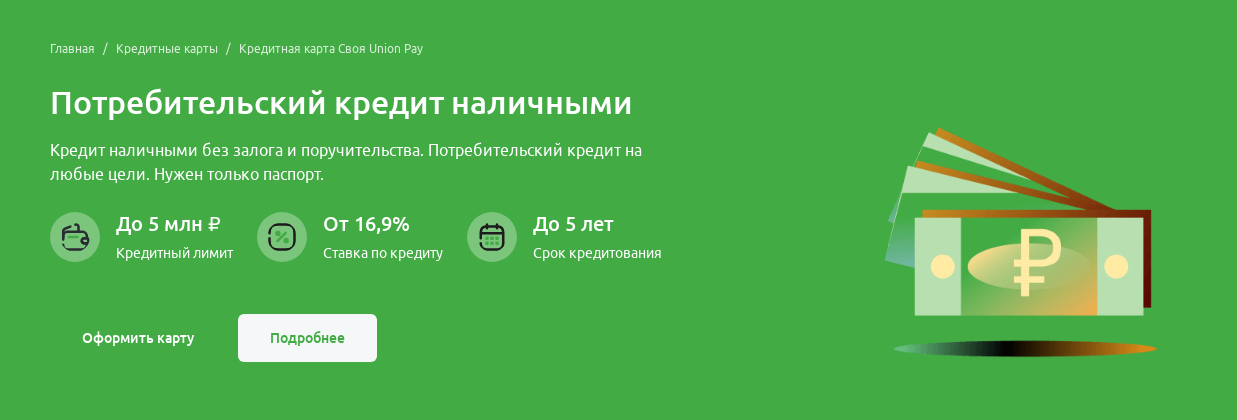 Главная / Кредитные карты / Кредитная карта Своя Union Pay
Потребительский кредит наличными
Кредит наличными без залога и поручительства. Потребительский кредит на
любые цели. Нужен только паспорт.
До 5 млн ₽
Кредитный лимит
От 16,9%
Ставка по кредиту
До 5 лет
Срок кредитования
₽
Оформить карту
Подробнее